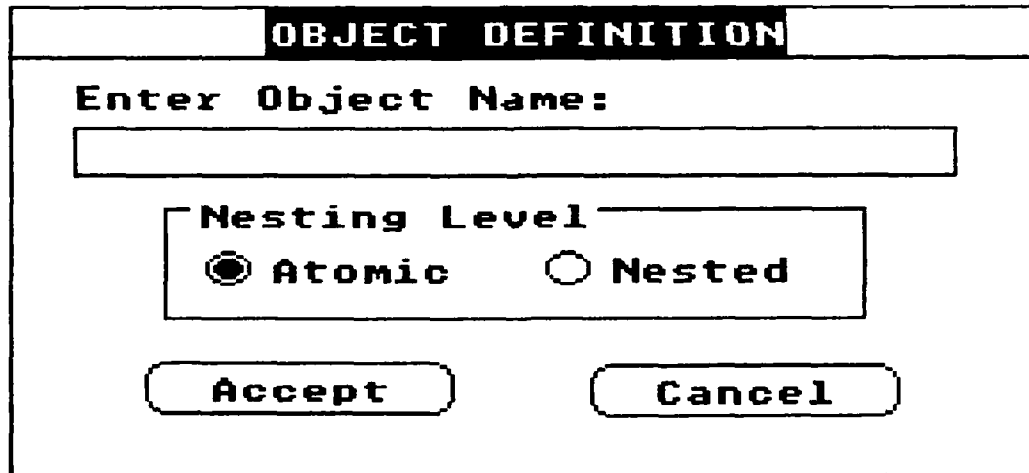 OBJECT DEFINITION
Enter Object Name:
Nesting Level
Atomic Nested
Accept Cancel